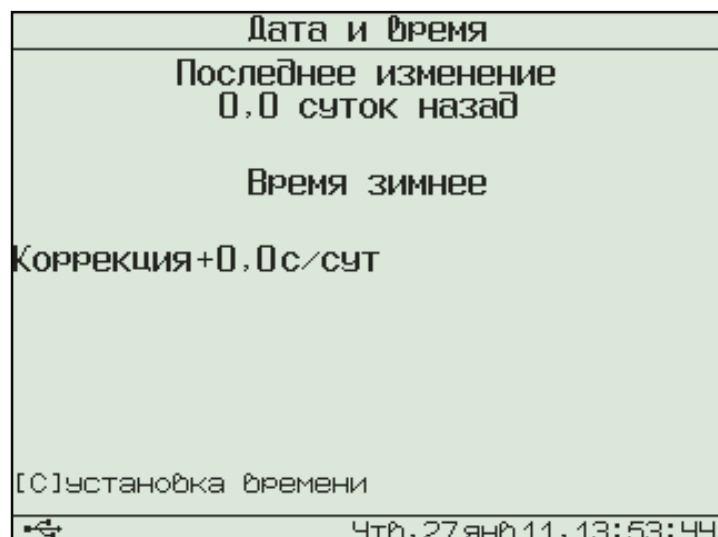 Дата и время
Последнее изменение
0,0 суток назад
Время зимнее
Коррекция+0,0с/сут
[С]установка времени
Чтв,27янв11,13:53:44